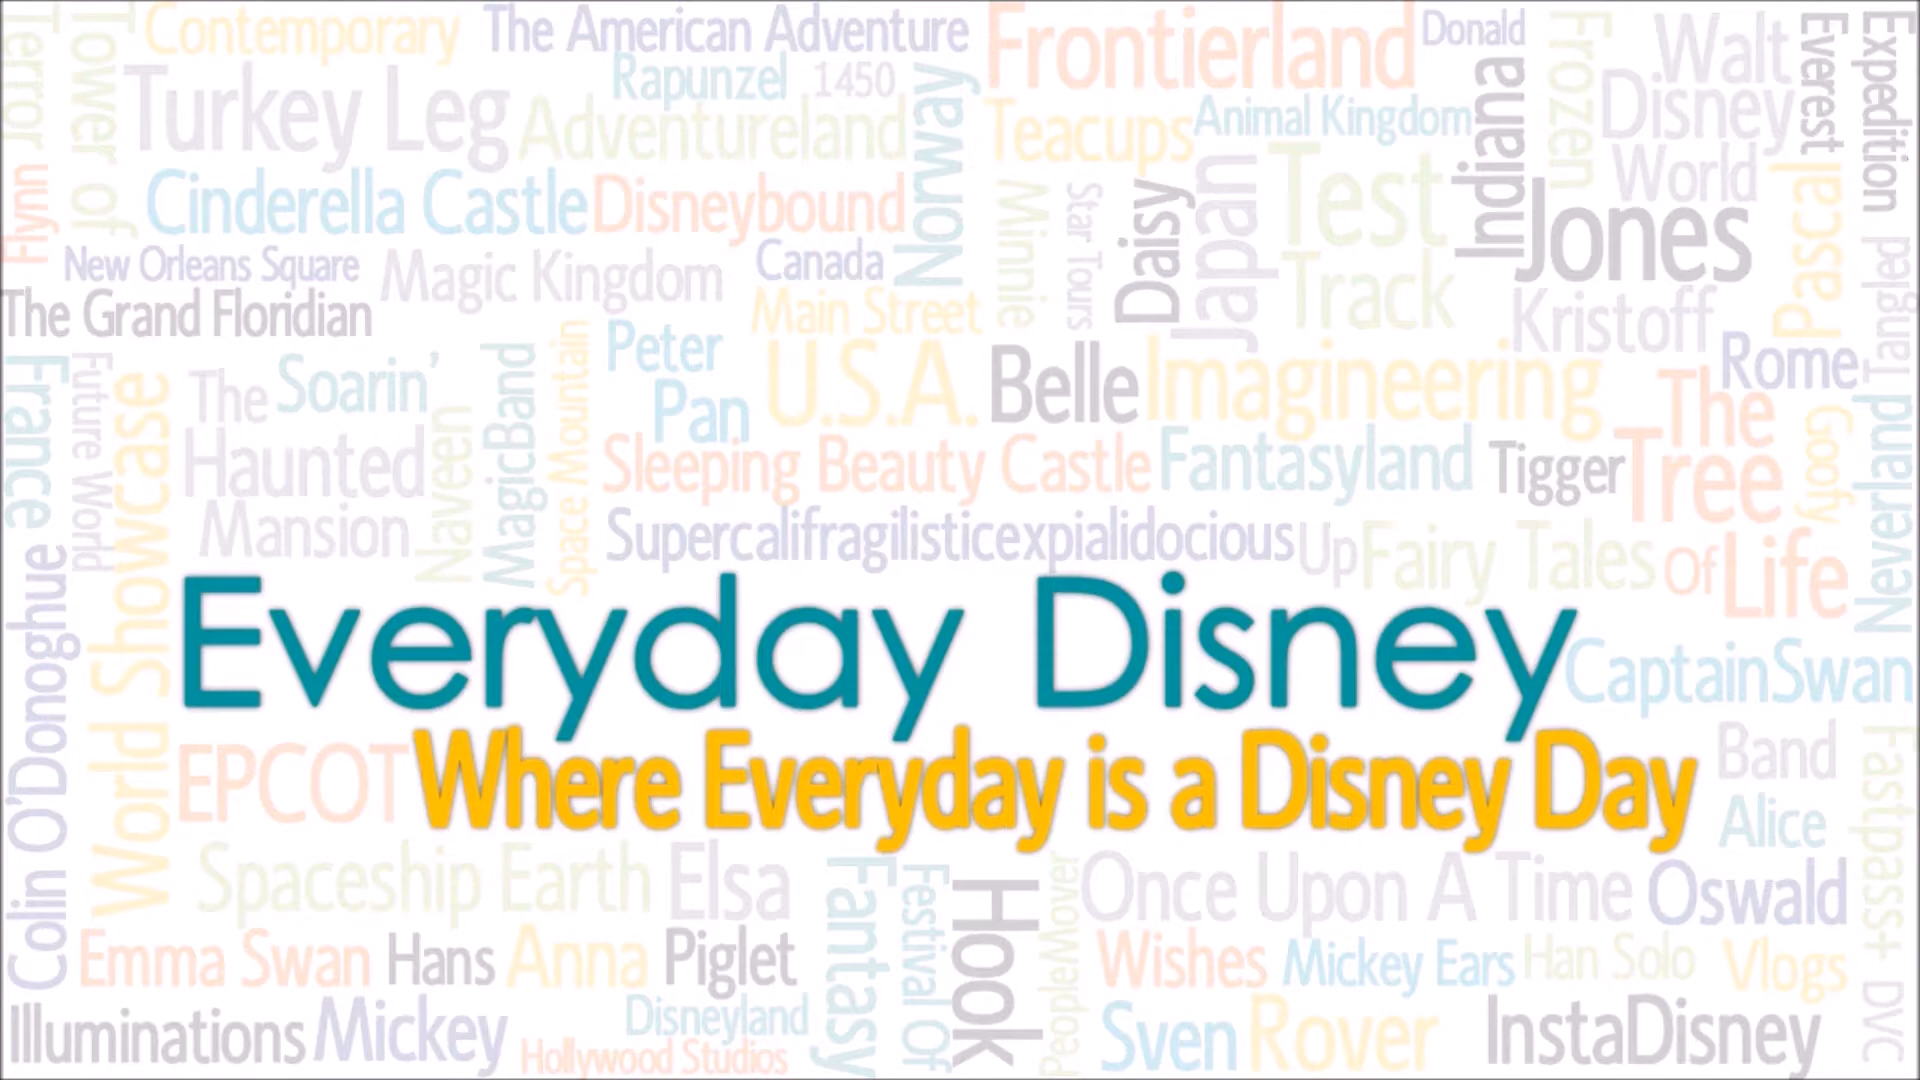 Terror
Tower of
Contemporary
The American Adventure
Frontierland
Donald
Frozen
Walt
Disney
World
Everest
Expedition
Turkey Leg
Rapunzel
1450
Adventureland
Norway
Teacups
Animal Kingdom
Indiana
Jones
Flynn
Cinderella Castle
Disneybound
Minnie
Star Tours
Daisy
Japan
Test
Track
Pascal
Tangled
New Orleans Square
Magic Kingdom
Canada
The Grand Floridian
Main Street
U.S.A.
Kristoff
Rome
France
Future World
World Showcase
The
Haunted
Mansion
Soarin'
Naveen
MagicBand
Space Mountain
Peter
Pan
Belle
Imagineering
The
Tree
Of
Life
Goofy
Neverland
Sleeping Beauty Castle
Fantasyland
Tigger
Supercalifragilisticexpialidocious
Up
Fairy Tales
Colin O'Donoghue
Everyday Disney
CaptainSwan
EPCOT
Where Everyday is a Disney Day
Band
Alice
Fastpass+
Spaceship Earth
Elsa
Fantasy
Festival Of
Hook
PeopleMover
Once Upon A Time
Oswald
Emma Swan
Hans
Anna
Piglet
Wishes
Mickey Ears
Han Solo
Vlogs
DVC
Illuminations
Mickey
Disneyland
Hollywood Studios
Sven
Rover
InstaDisney